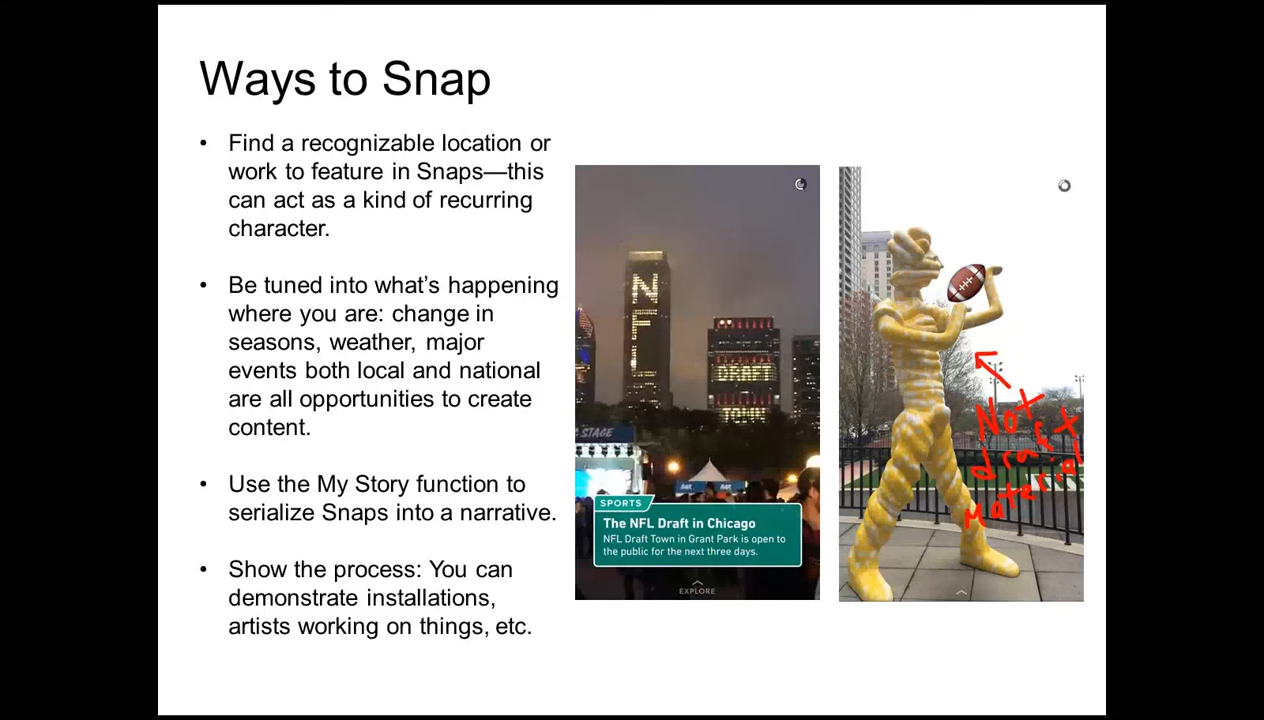 Ways to Snap
• Find a recognizable location or
work to feature in Snaps—this
can act as a kind of recurring
character.
• Be tuned into what’s happening
where you are: change in
seasons, weather, major
events both local and national
are all opportunities to create
content.
• Use the My Story function to
serialize Snaps into a narrative.
• Show the process: You can
demonstrate installations,
artists working on things, etc.
NFL
DRAFT
TOWN
STAGE
SPORTS
The NFL Draft in Chicago
NFL Draft Town in Grant Park is open to
the public for the next three days.
EXPLORE
Not
draft
Material